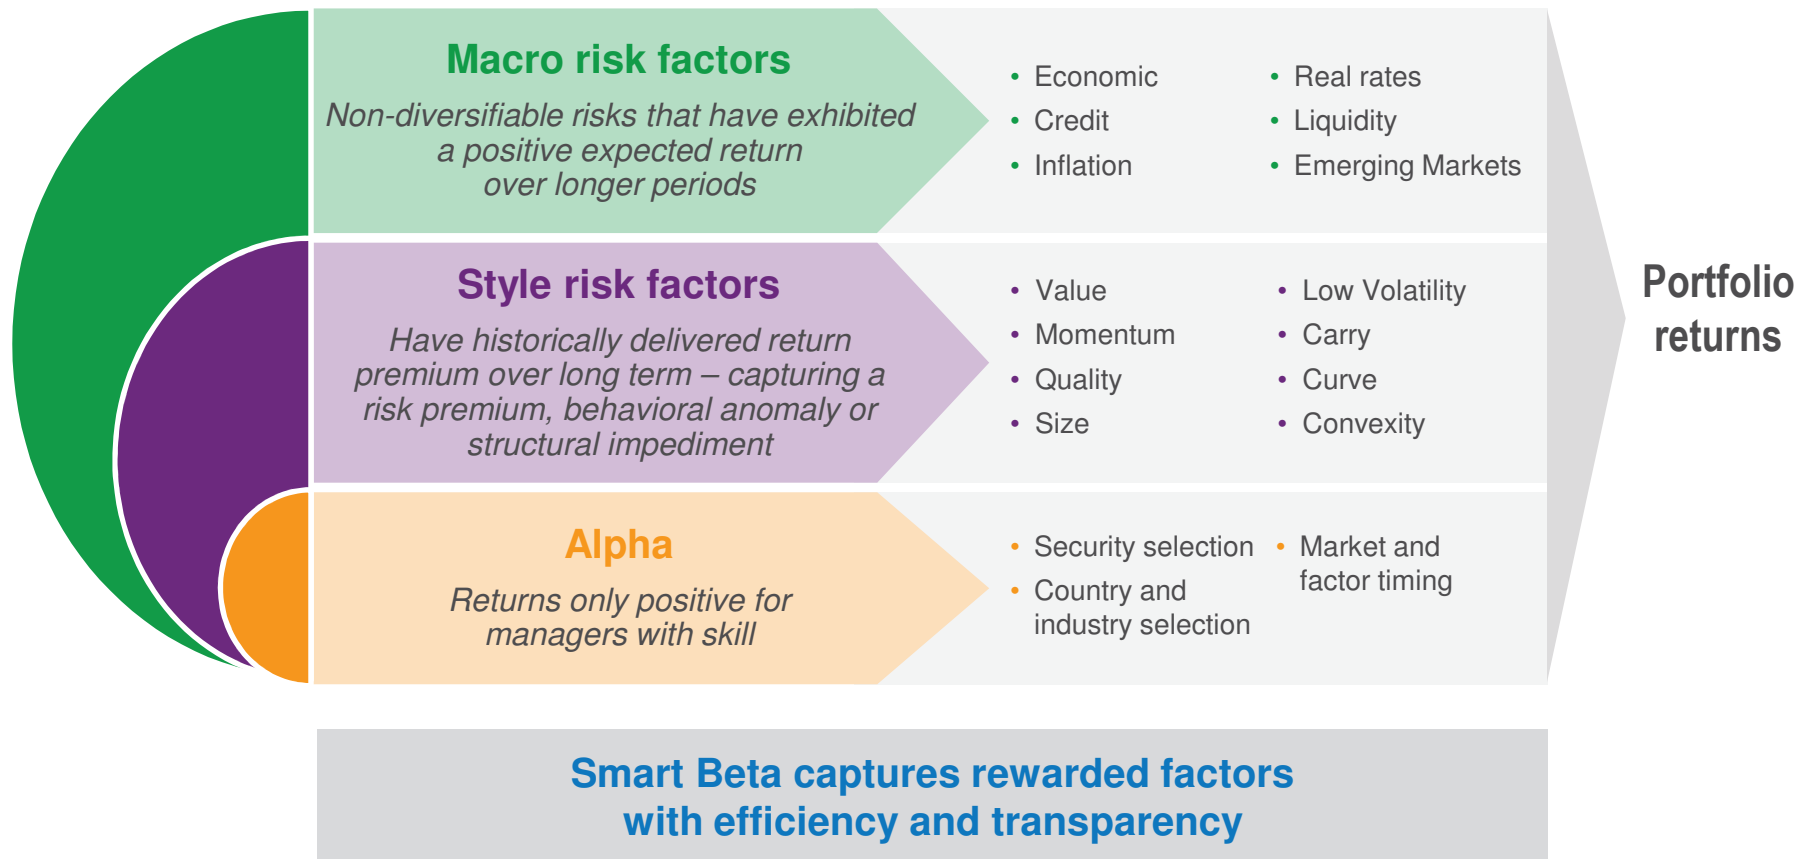 Macro risk factors
Non-diversifiable risks that have exhibited
a positive expected return
over longer periods
• Economic
• Credit
• Inflation
• Real rates
• Liquidity
• Emerging Markets
Style risk factors
Have historically delivered return
premium over long term – capturing a
risk premium, behavioral anomaly or
structural impediment
• Value
• Momentum
• Quality
• Size
• Low Volatility
• Carry
• Curve
• Convexity
Alpha
Returns only positive for
managers with skill
• Security selection
• Country and
industry selection
• Market and
factor timing
Portfolio
returns
Smart Beta captures rewarded factors
with efficiency and transparency